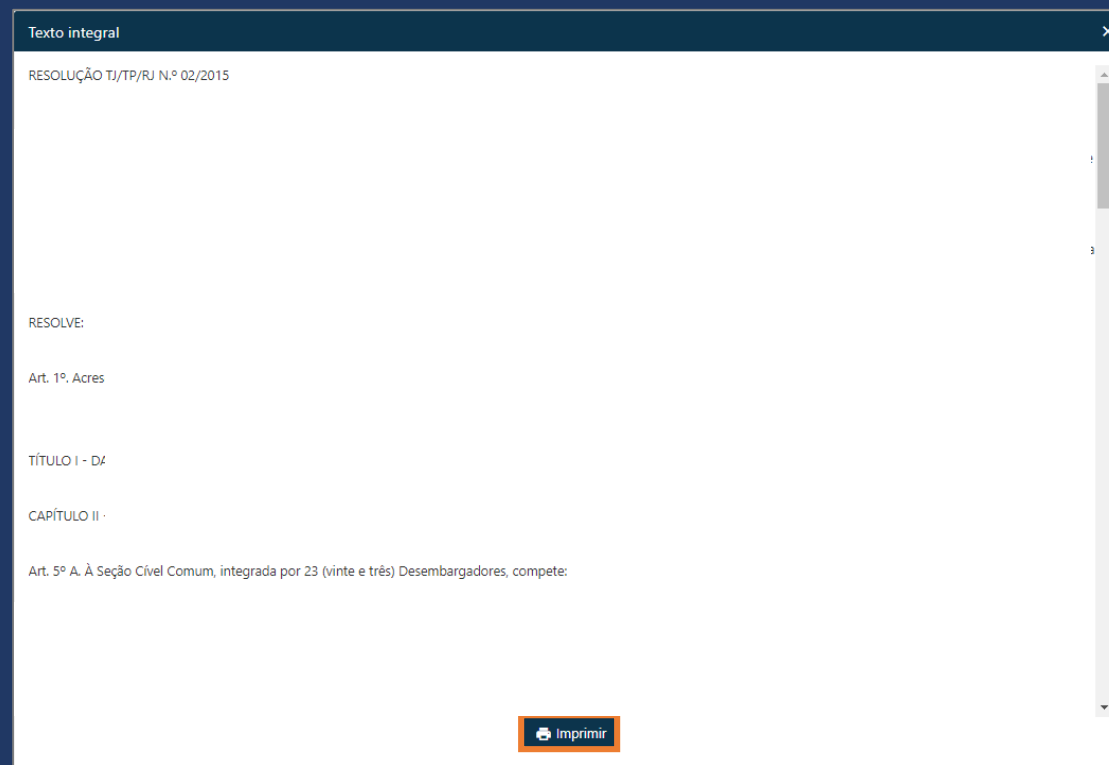 Texto integral
RESOLUÇÃO TJ/TP/RJ N.º 02/2015
RESOLVE:
Art. 1º. Acres
TÍTULO I - DA
CAPÍTULO II
Art. 5º A. À Seção Cível Comum, integrada por 23 (vinte e três) Desembargadores, compete:
Imprimir